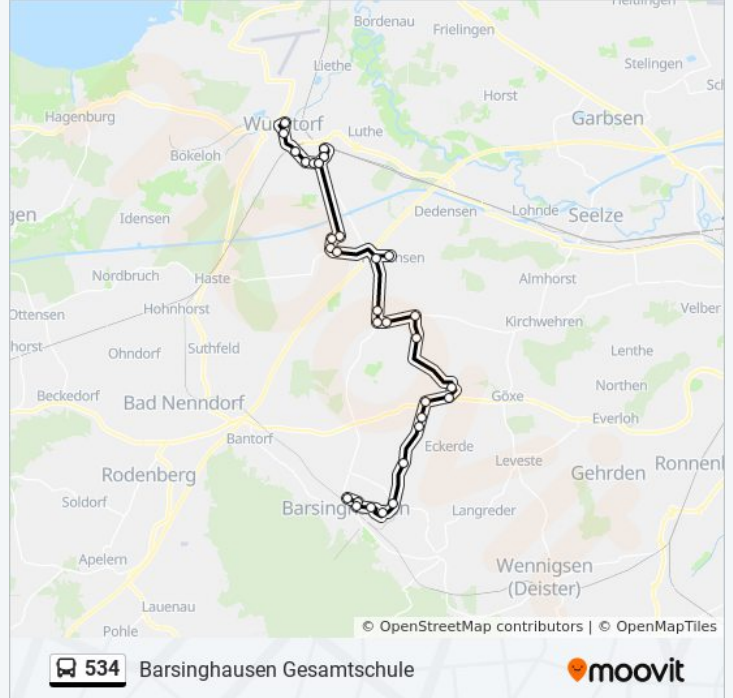 Heitlingen
Bordenau
Frielingen
Liethe
Stelingen
Horst
Hagenburg
Garbsen
Luthe
Bokeloh
Dedensen
Lohnde
Seelze
Idensen
Nordbruch
Haste
Almhorst
Hohnhorst
Velber
Ottensen
Kirchwehren
Suthfeld
Ohndorf
Lenthe
Northen
Beckedorf
Bad Nenndorf
Göxe
Everloh
Bantorf
Eckerde
Leveste
Rodenberg
Gehrden
Soldorf
Langreder
Apelern
Wennigsen
(Deister)
Lauenau
Pohle
© OpenStreetMap contributors | © OpenMapTiles
534 Barsinghausen Gesamtschule
moovit